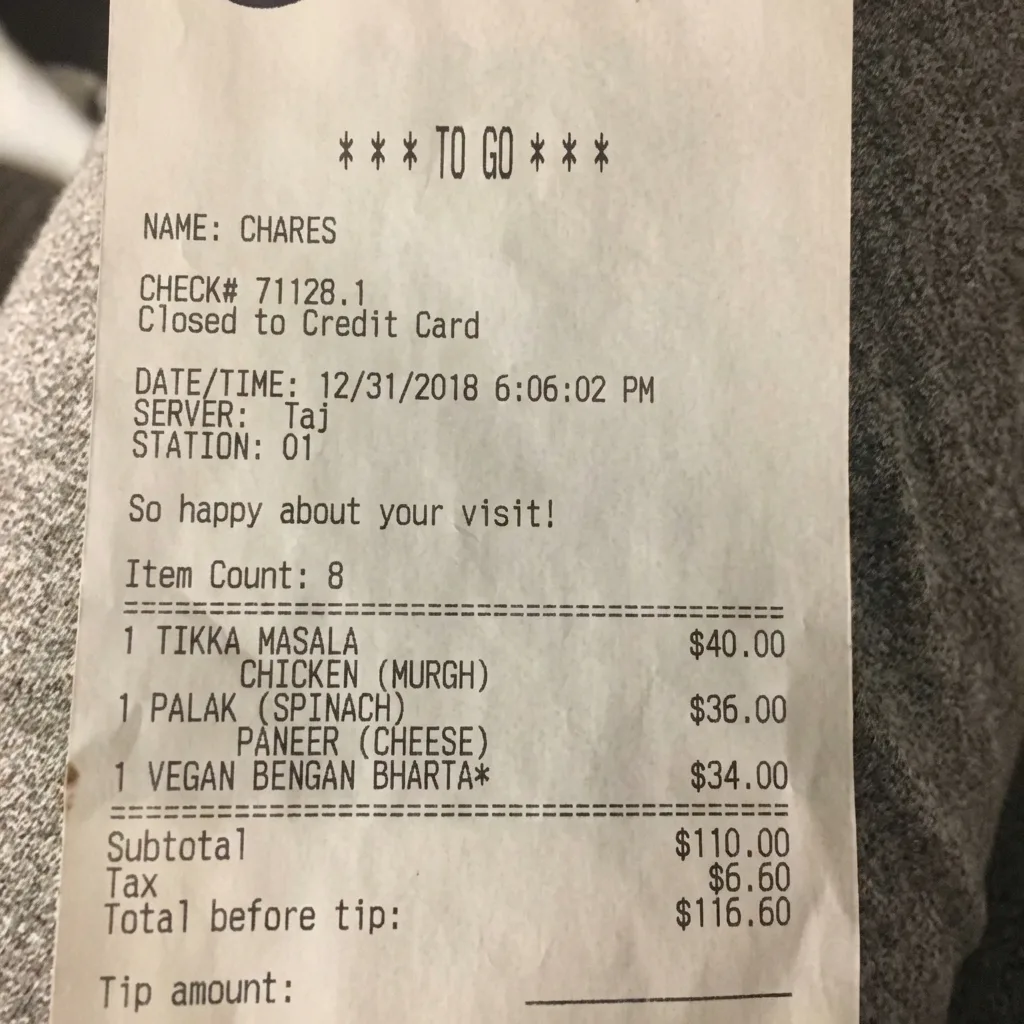 * * * TO GO * * *
NAME: CHARES
CHECK# 71128.1
Closed to Credit Card
DATE/TIME: 12/31/2018 6:06:02 PM
SERVER: Taj
STATION: 01
So happy about your visit!
Item Count: 8
=======================================
1 TIKKA MASALA $40.00
CHICKEN (MURGH)
1 PALAK (SPINACH) $36.00
PANEER (CHEESE)
1 VEGAN BENGAN BHARTA* $34.00
=======================================
Subtotal $110.00
Tax $6.60
Total before tip: $116.60
Tip amount: ________________